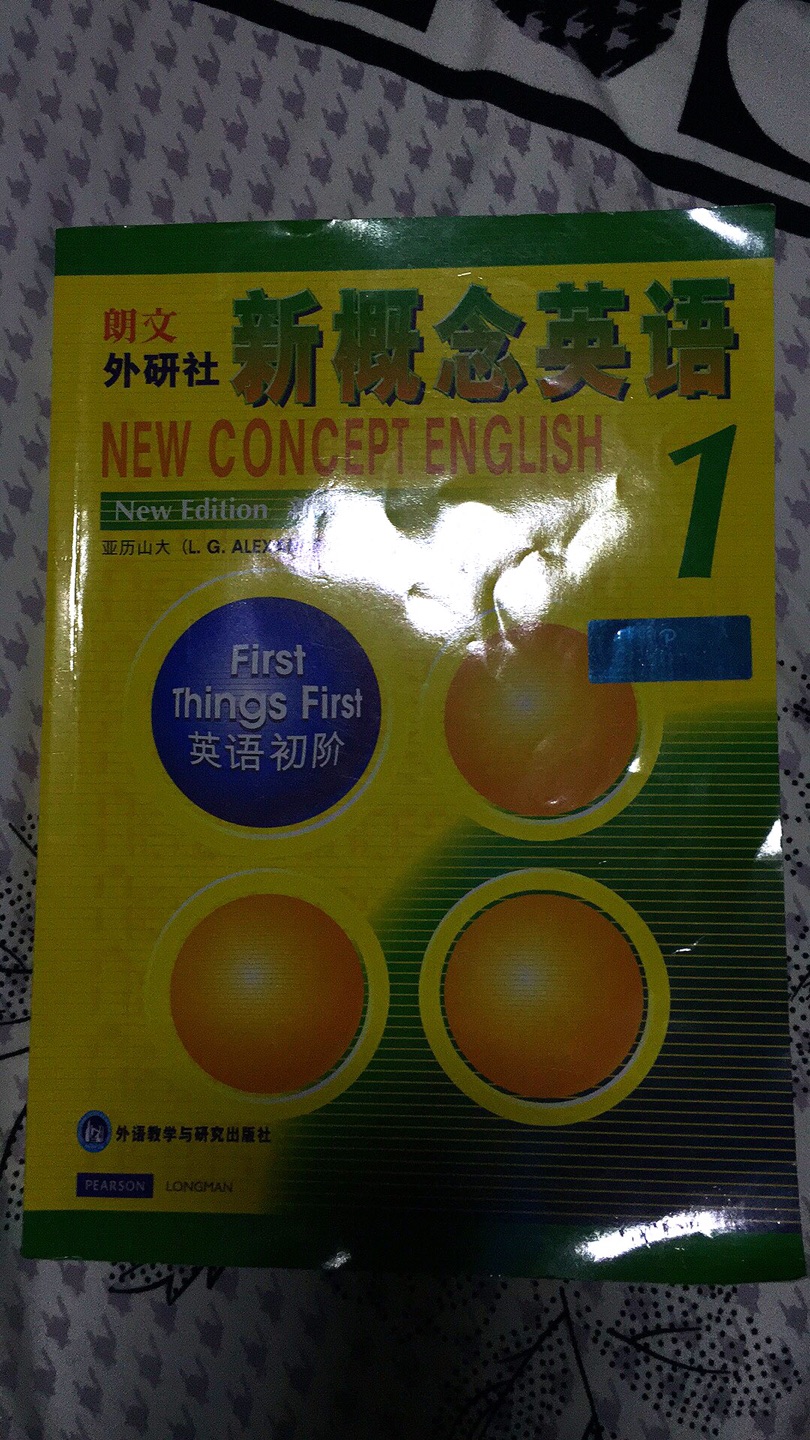 朗文
外研社
新概念英语
NEW CONCEPT ENGLISH
1
New Edition
亚历山大 (L. G.
First
Things First
英语初阶
外语教学与研究出版社
PEARSON LONGMAN